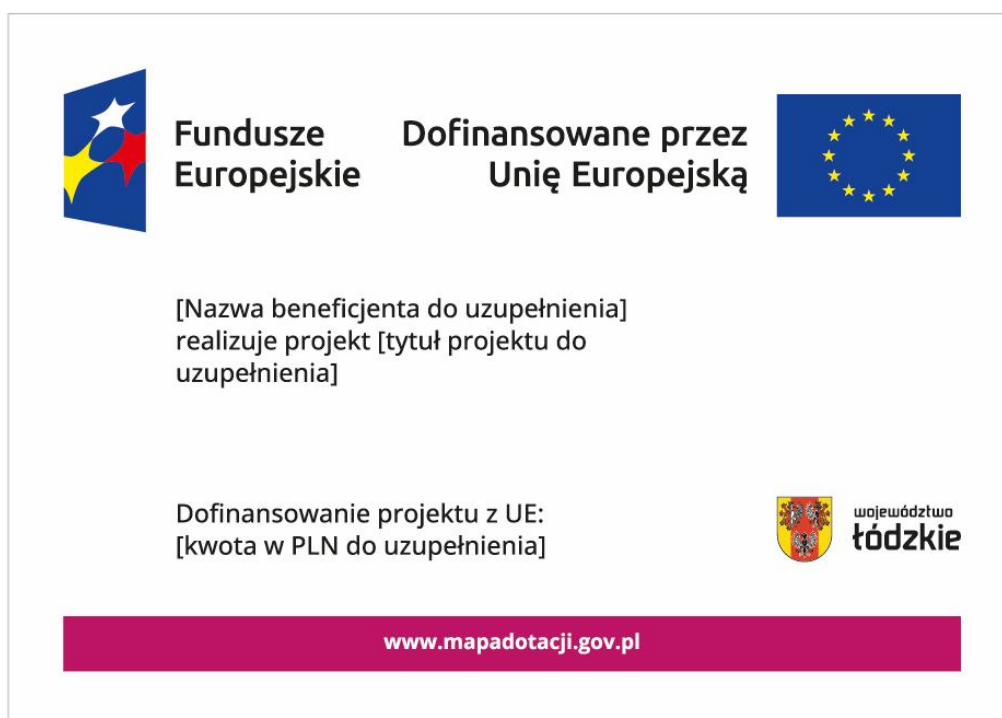 Fundusze
Europejskie
Dofinansowane przez
Unię Europejską
[Nazwa beneficjenta do uzupełnienia]
realizuje projekt [tytuł projektu do
uzupełnienia]
Dofinansowanie projektu z UE:
[kwota w PLN do uzupełnienia]
województwo
łódzkie
www.mapadotacji.gov.pl